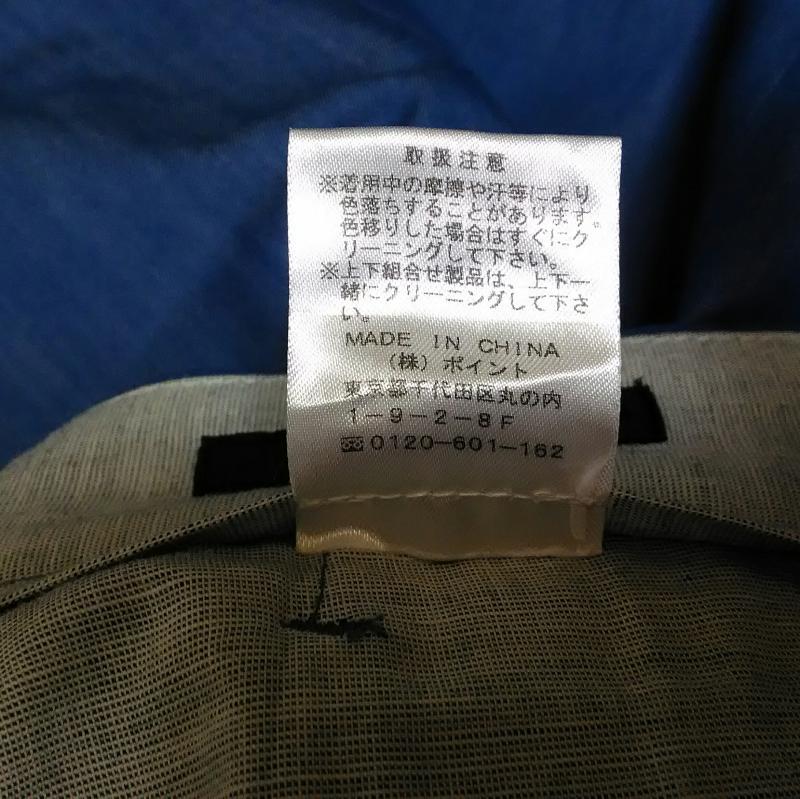 取扱注意
※着用中の摩擦や汗等により
色落ちすることがあります。
色移りした場合はすぐにク
リーニングして下さい。
※上下組合せ製品は、上下一
緒にクリーニングして下さ
い。
MADE IN CHINA
(株)ポイント
東京都千代田区丸の内
1-9-2-8F
0120-601-162